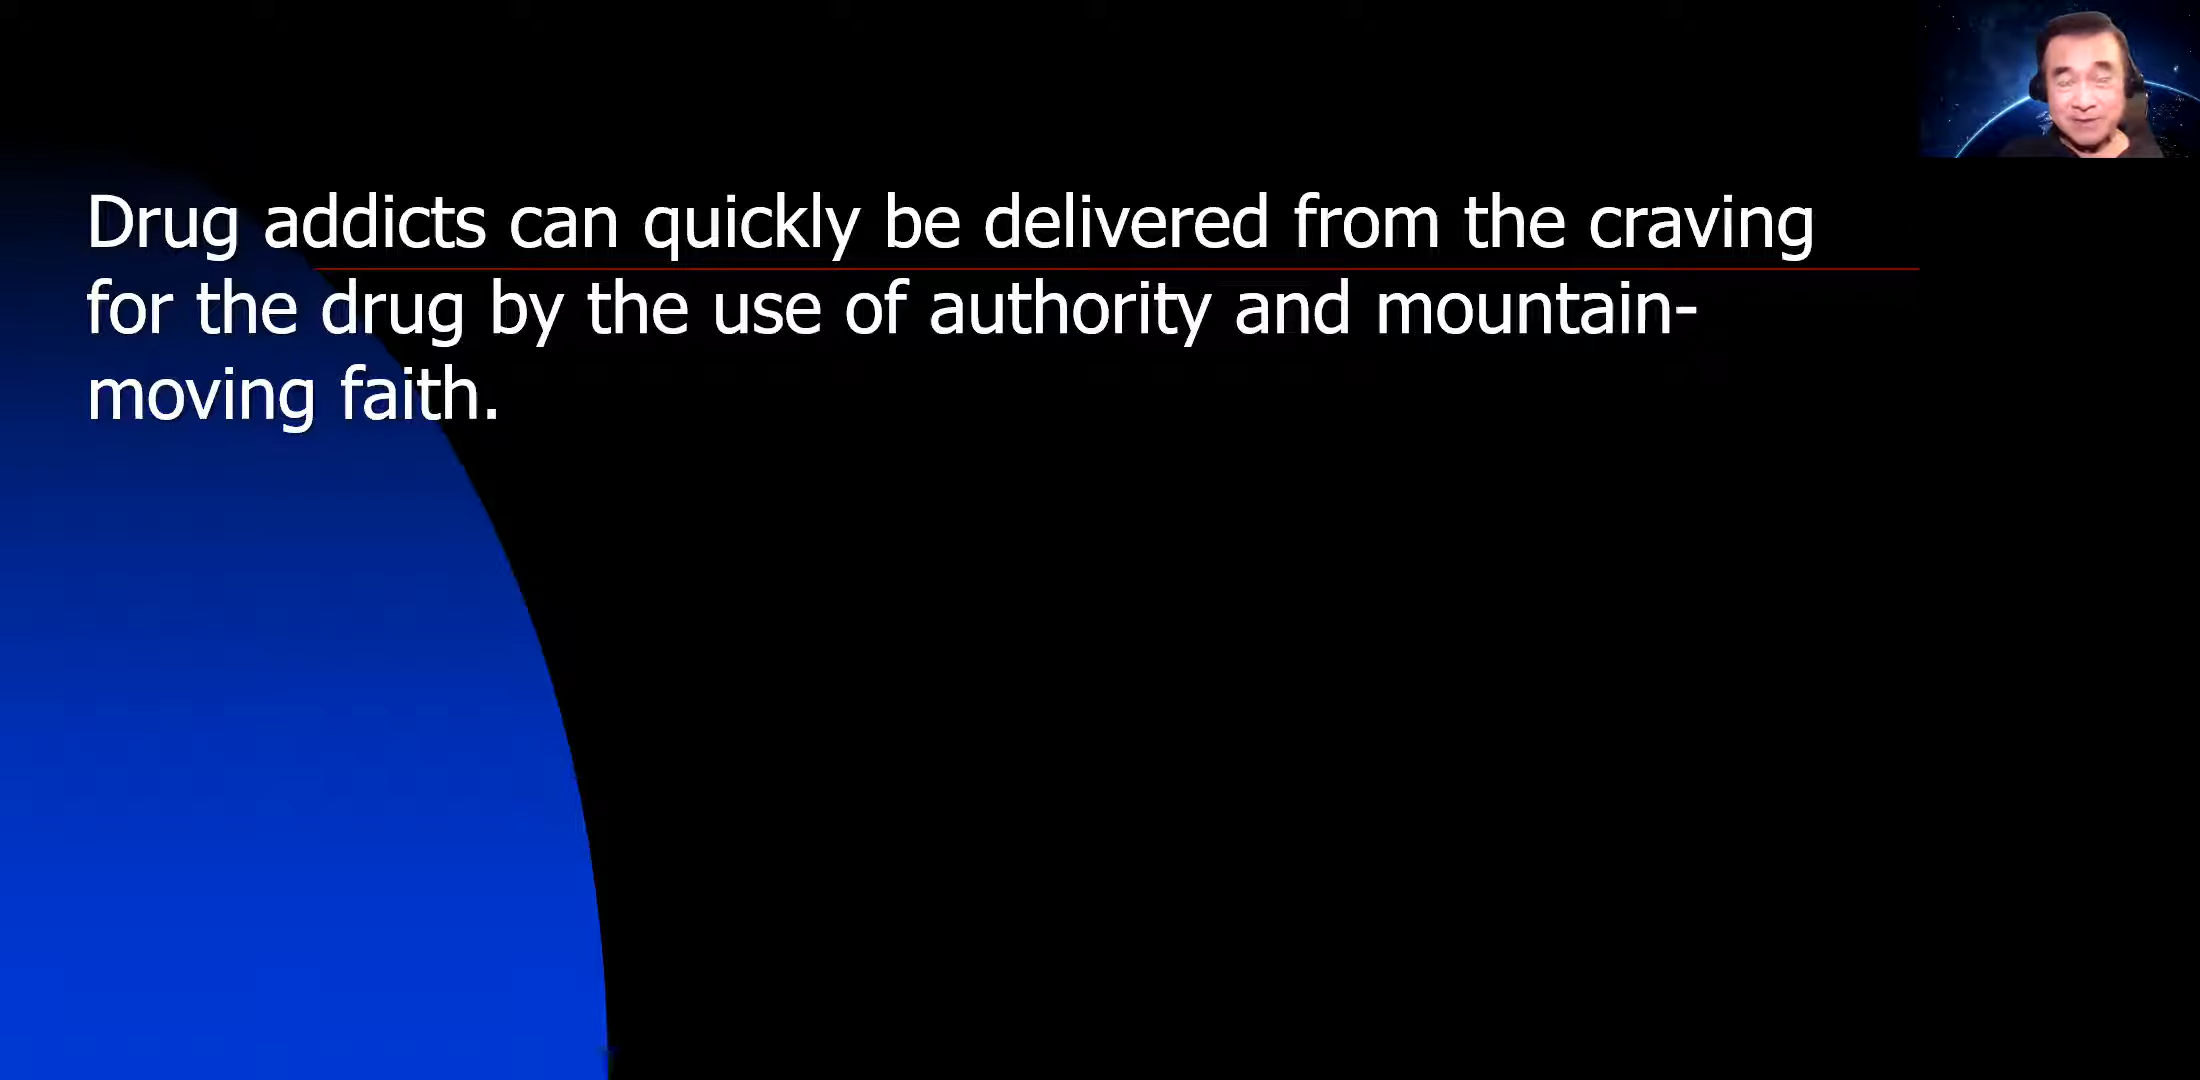 Drug addicts can quickly be delivered from the craving
for the drug by the use of authority and mountain-
moving faith.